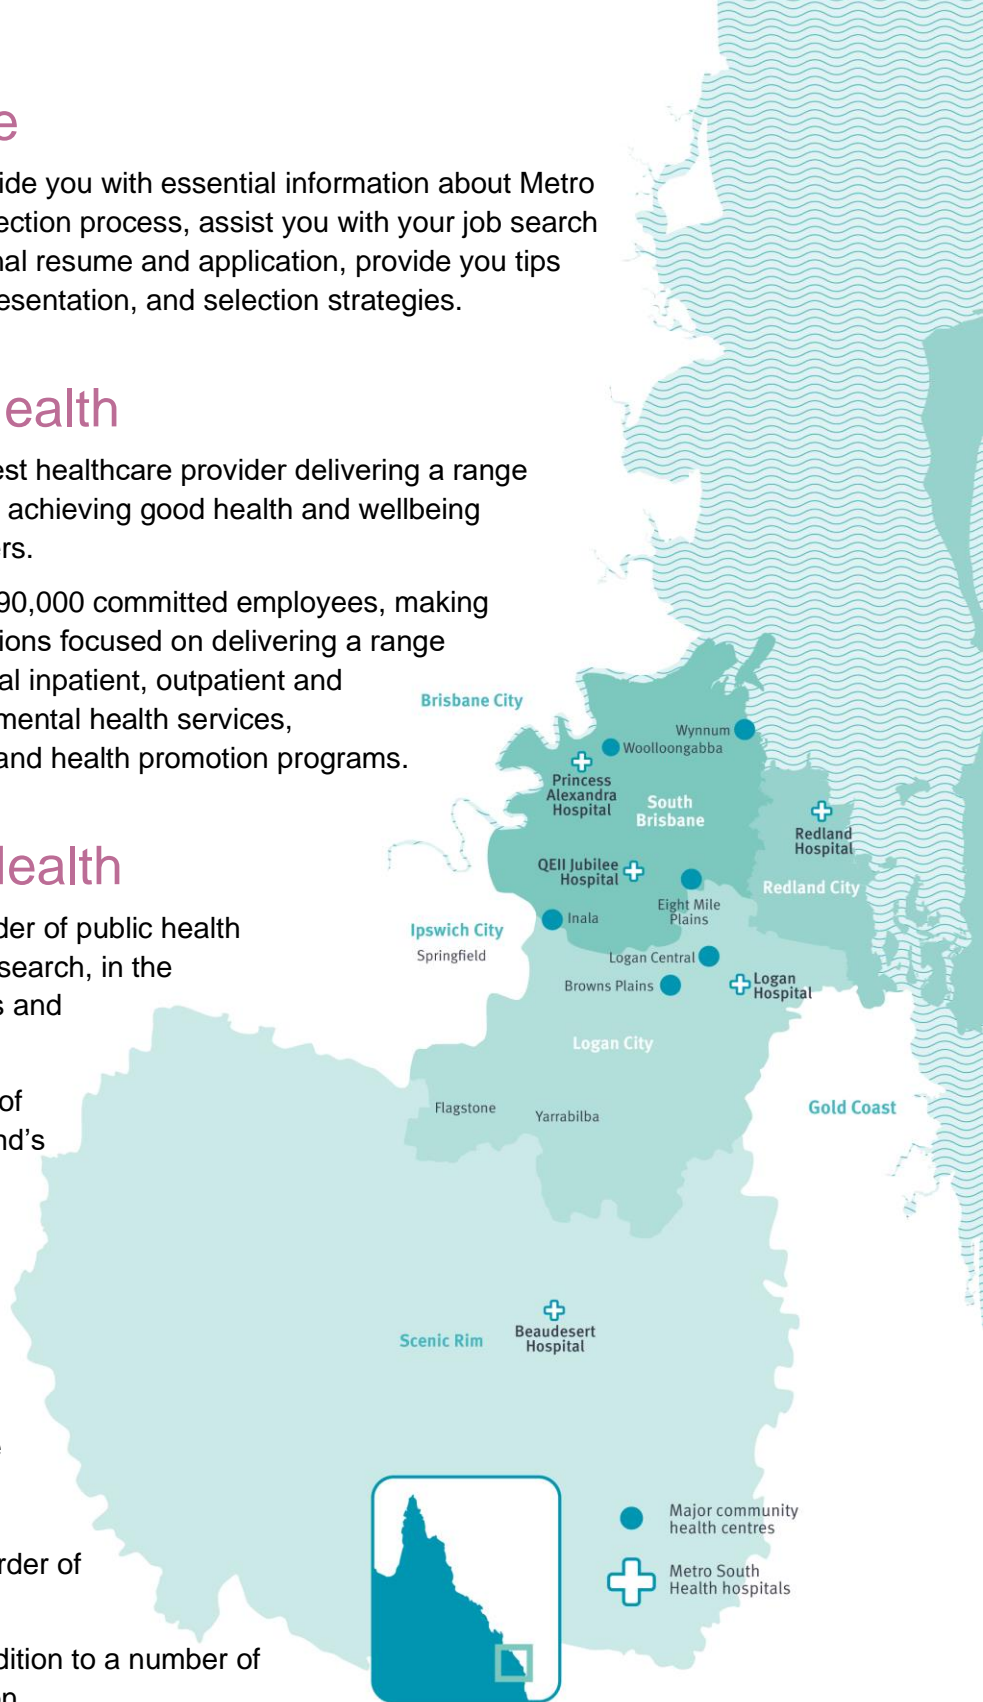 e
ide you with essential information about Metro
ection process, assist you with your job search
nal resume and application, provide you tips
esentation, and selection strategies.
ealth
est healthcare provider delivering a range
achieving good health and wellbeing
rs.
90,000 committed employees, making
tions focused on delivering a range
al inpatient, outpatient and
mental health services,
and health promotion programs.
lealth
der of public health
search, in the
s and
of
nd's
e
rder of
dition to a number of
on
Brisbane City
Wynnum
Woolloongabba
Princess
Alexandra
Hospital
South
Brisbane
Redland
Hospital
QEII Jubilee
Hospital
Redland City
Eight Mile
Plains
Inala
Ipswich City
Springfield
Logan Central
Browns Plains
Logan
Hospital
Logan City
Flagstone
Yarrabilba
Gold Coast
Scenic Rim
Beaudesert
Hospital
Major community
health centres
Metro South
Health hospitals